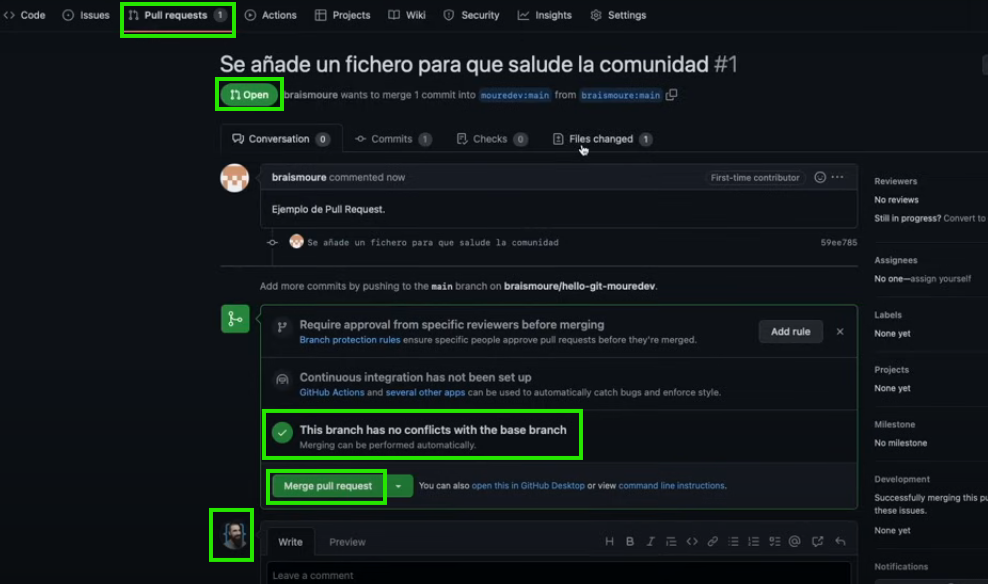 Code Issues Pull requests 1 Actions Projects Wiki Security Insights Settings
Se añade un fichero para que salude la comunidad #1
Open braismoure wants to merge 1 commit into mouredev:main from braismoure:main
Conversation 0 Commits 1 Checks 0 Files changed 1
braismoure commented now First-time contributor
Ejemplo de Pull Request.
Se añade un fichero para que salude la comunidad 59ee785
Add more commits by pushing to the main branch on braismoure/hello-git-mouredev.
Require approval from specific reviewers before merging
Branch protection rules ensure specific people approve pull requests before they're merged.
Add rule
Continuous integration has not been set up
GitHub Actions and several other apps can be used to automatically catch bugs and enforce style.
This branch has no conflicts with the base branch
Merging can be performed automatically.
Merge pull request You can also open this in GitHub Desktop or view command line instructions.
Write Preview H B I
Leave a comment
Reviewers
No reviews
Still in progress? Convert to
Assignees
No one—assign yourself
Labels
None yet
Projects
None yet
Milestone
No milestone
Development
Successfully merging this pu
these issues.
None yet
Notifications